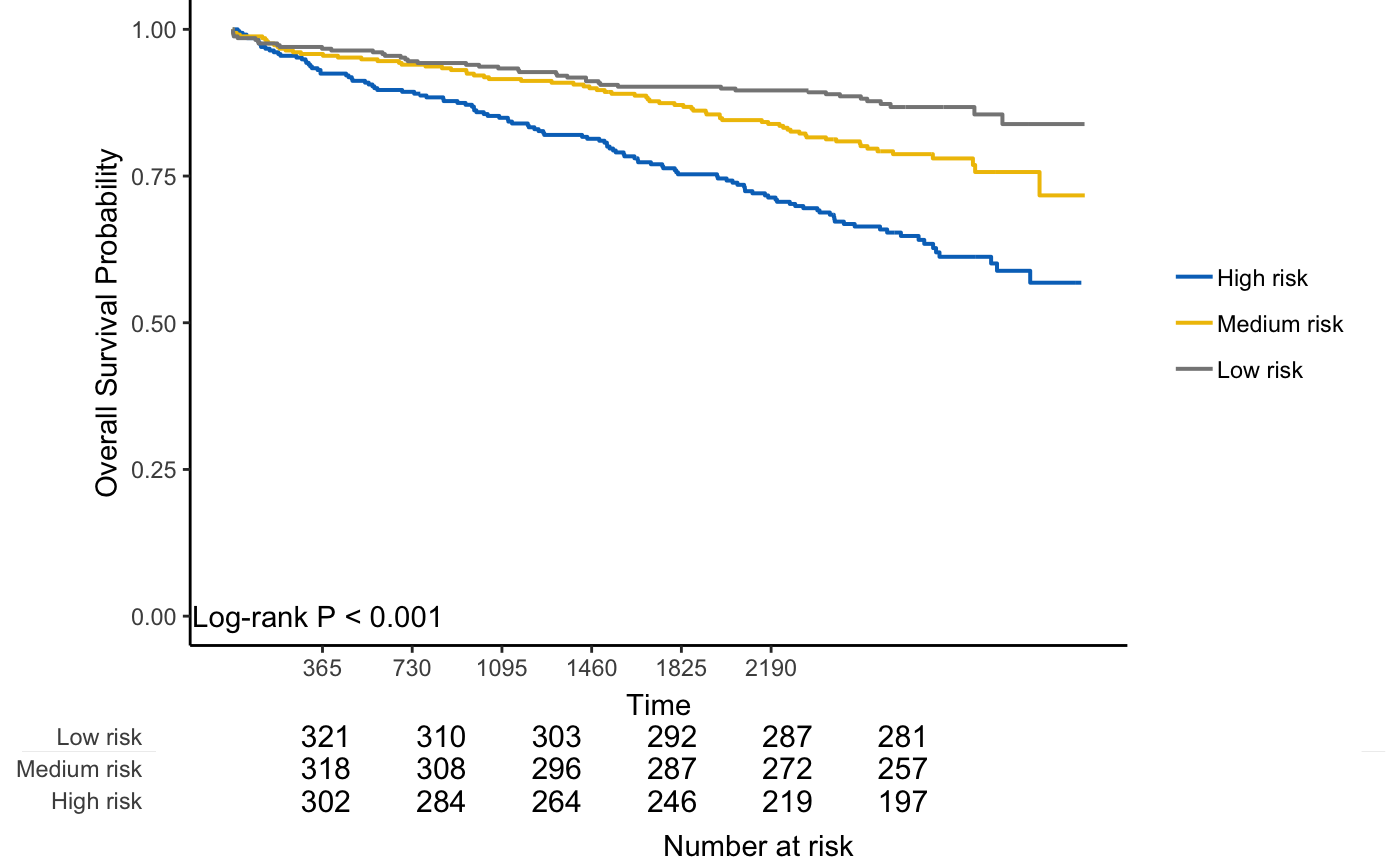 1.00
0.75
0.50
0.25
0.00
Overall Survival Probability
Log-rank P < 0.001
High risk
Medium risk
Low risk
365 730 1095 1460 1825 2190
Time
Low risk 321 310 303 292 287 281
Medium risk 318 308 296 287 272 257
High risk 302 284 264 246 219 197
Number at risk